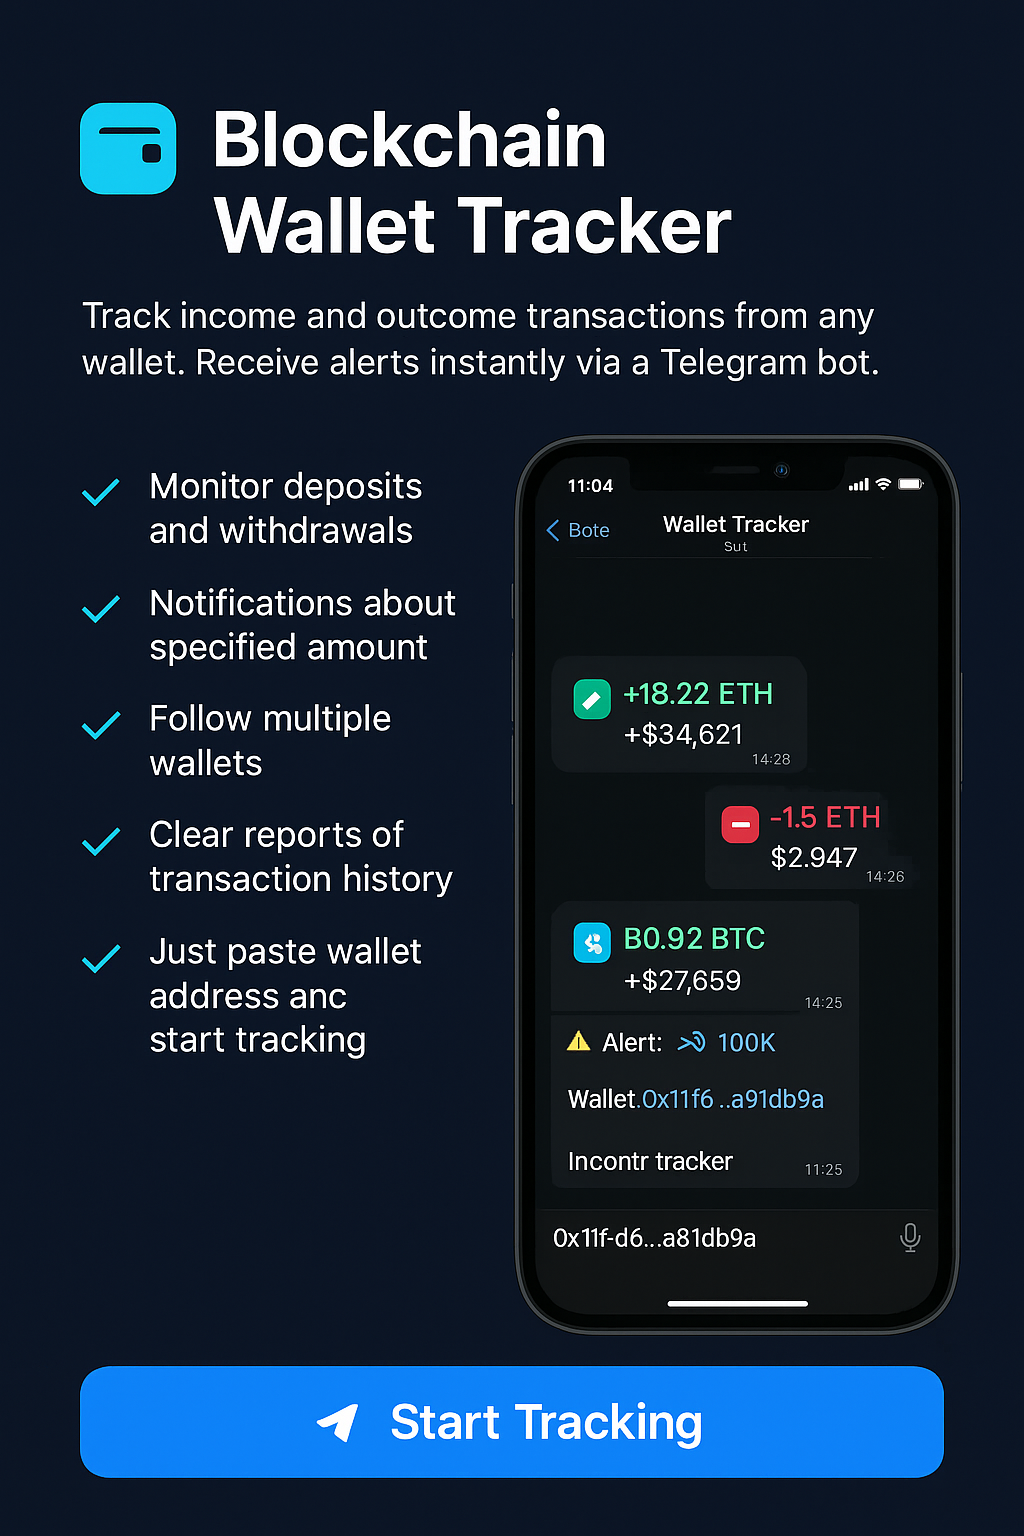 Blockchain
Wallet Tracker
Track income and outcome transactions from any
wallet. Receive alerts instantly via a Telegram bot.
Monitor deposits
and withdrawals
Notifications about
specified amount
Follow multiple
wallets
Clear reports of
transaction history
Just paste wallet
address anc
start tracking
11:04
Bote
Wallet Tracker
Sut
+18.22 ETH
+$34,621
14:28
-1.5 ETH
$2.947
14:26
B0.92 BTC
+$27,659
14:25
Alert: 100K
Wallet.0x11f6 ..a91db9a
Incontr tracker
11:25
0x11f-d6...a81db9a
Start Tracking